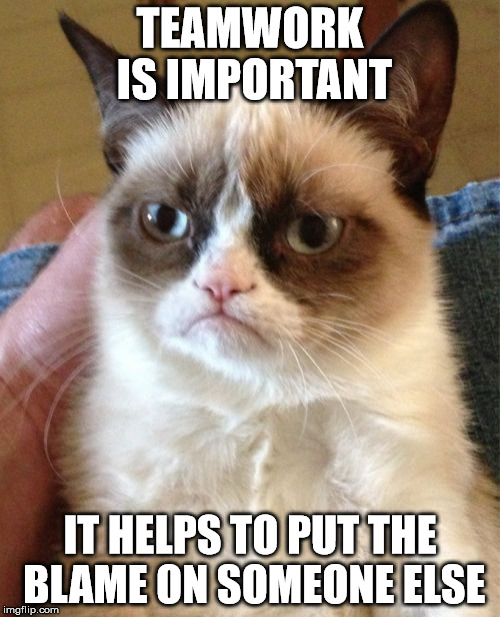 TEAMWORK
IS IMPORTANT
IT HELPS TO PUT THE
BLAME ON SOMEONE ELSE
imgflip.com